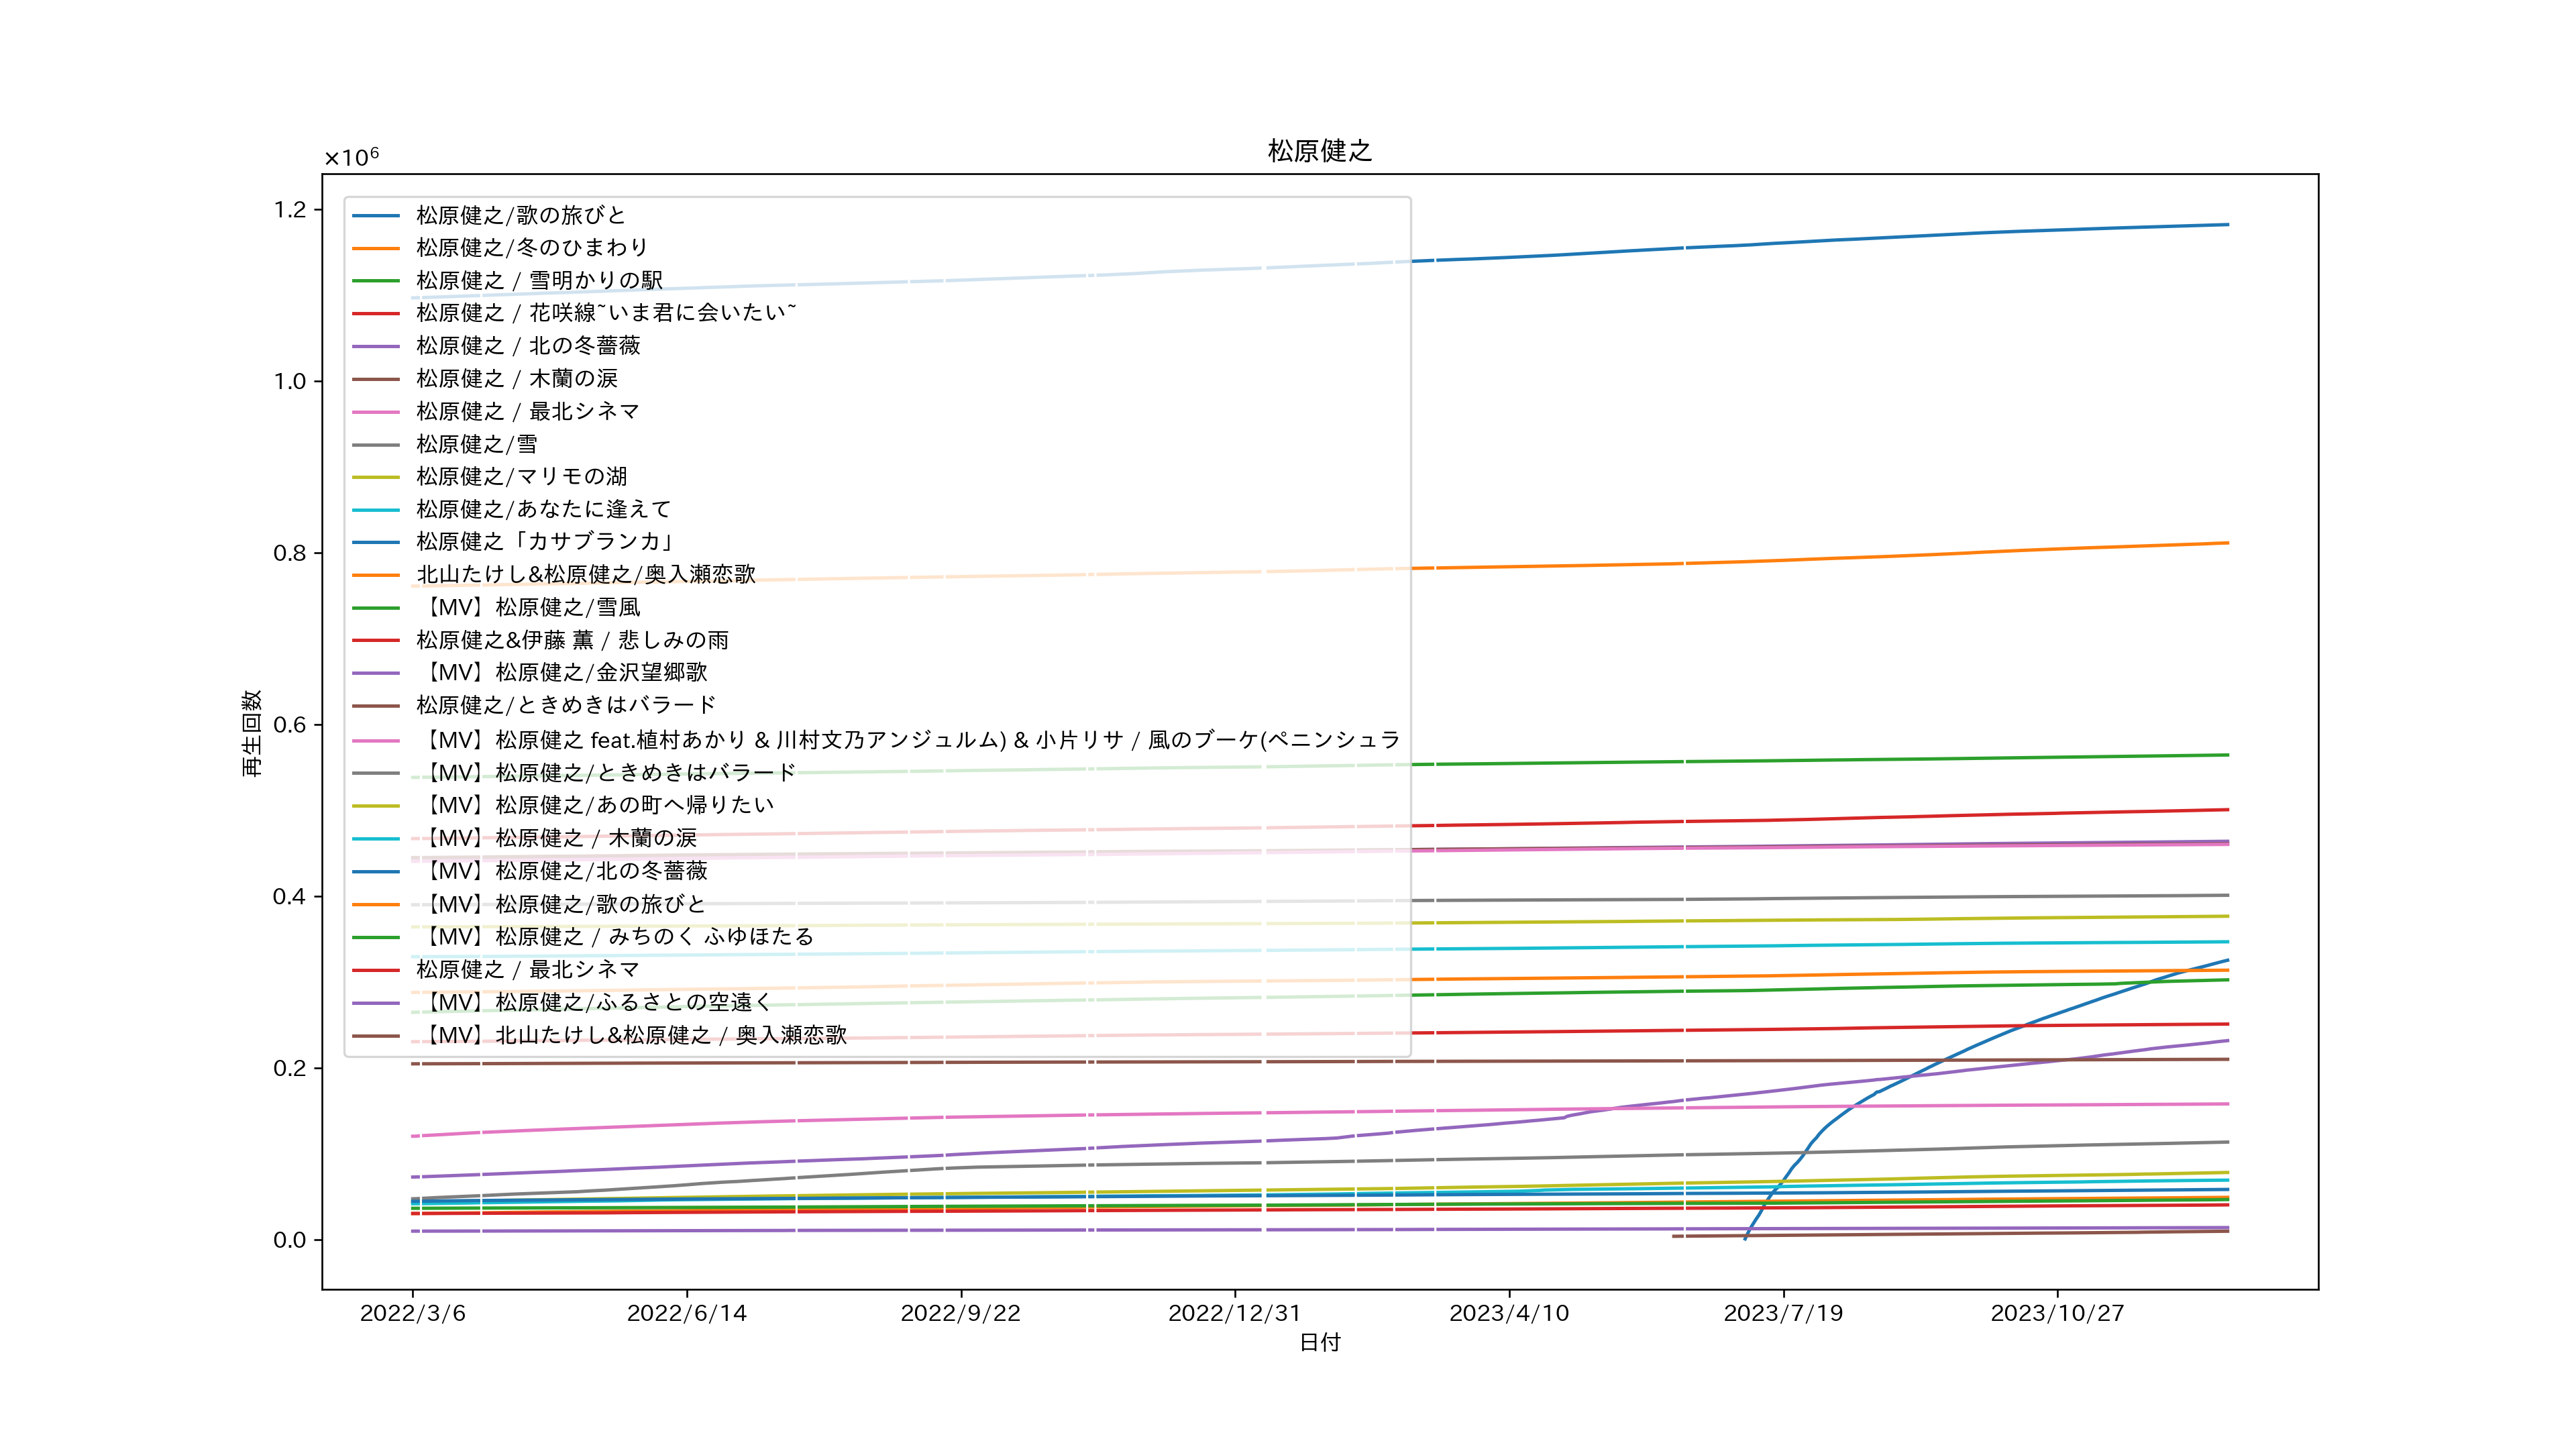 松原健之
×10⁶
1.2
1.0
0.8
0.6
0.4
0.2
0.0
再生回数
松原健之/歌の旅びと
松原健之/冬のひまわり
松原健之 / 雪明かりの駅
松原健之 / 花咲線~いま君に会いたい~
松原健之 / 北の冬薔薇
松原健之 / 木蘭の涙
松原健之 / 最北シネマ
松原健之/雪
松原健之/マリモの湖
松原健之/あなたに逢えて
松原健之「カサブランカ」
北山たけし&松原健之/奥入瀬恋歌
【MV】松原健之/雪風
松原健之&伊藤 薫 / 悲しみの雨
【MV】松原健之/金沢望郷歌
松原健之/ときめきはバラード
【MV】松原健之 feat.植村あかり & 川村文乃アンジュルム) & 小片リサ / 風のブーケ(ペニンシュラ
【MV】松原健之/ときめきはバラード
【MV】松原健之/あの町へ帰りたい
【MV】松原健之 / 木蘭の涙
【MV】松原健之/北の冬薔薇
【MV】松原健之/歌の旅びと
【MV】松原健之 / みちのく ふゆほたる
松原健之 / 最北シネマ
【MV】松原健之/ふるさとの空遠く
【MV】北山たけし&松原健之 / 奥入瀬恋歌
2022/3/6
2022/6/14
2022/9/22
2022/12/31
2023/4/10
2023/7/19
2023/10/27
日付